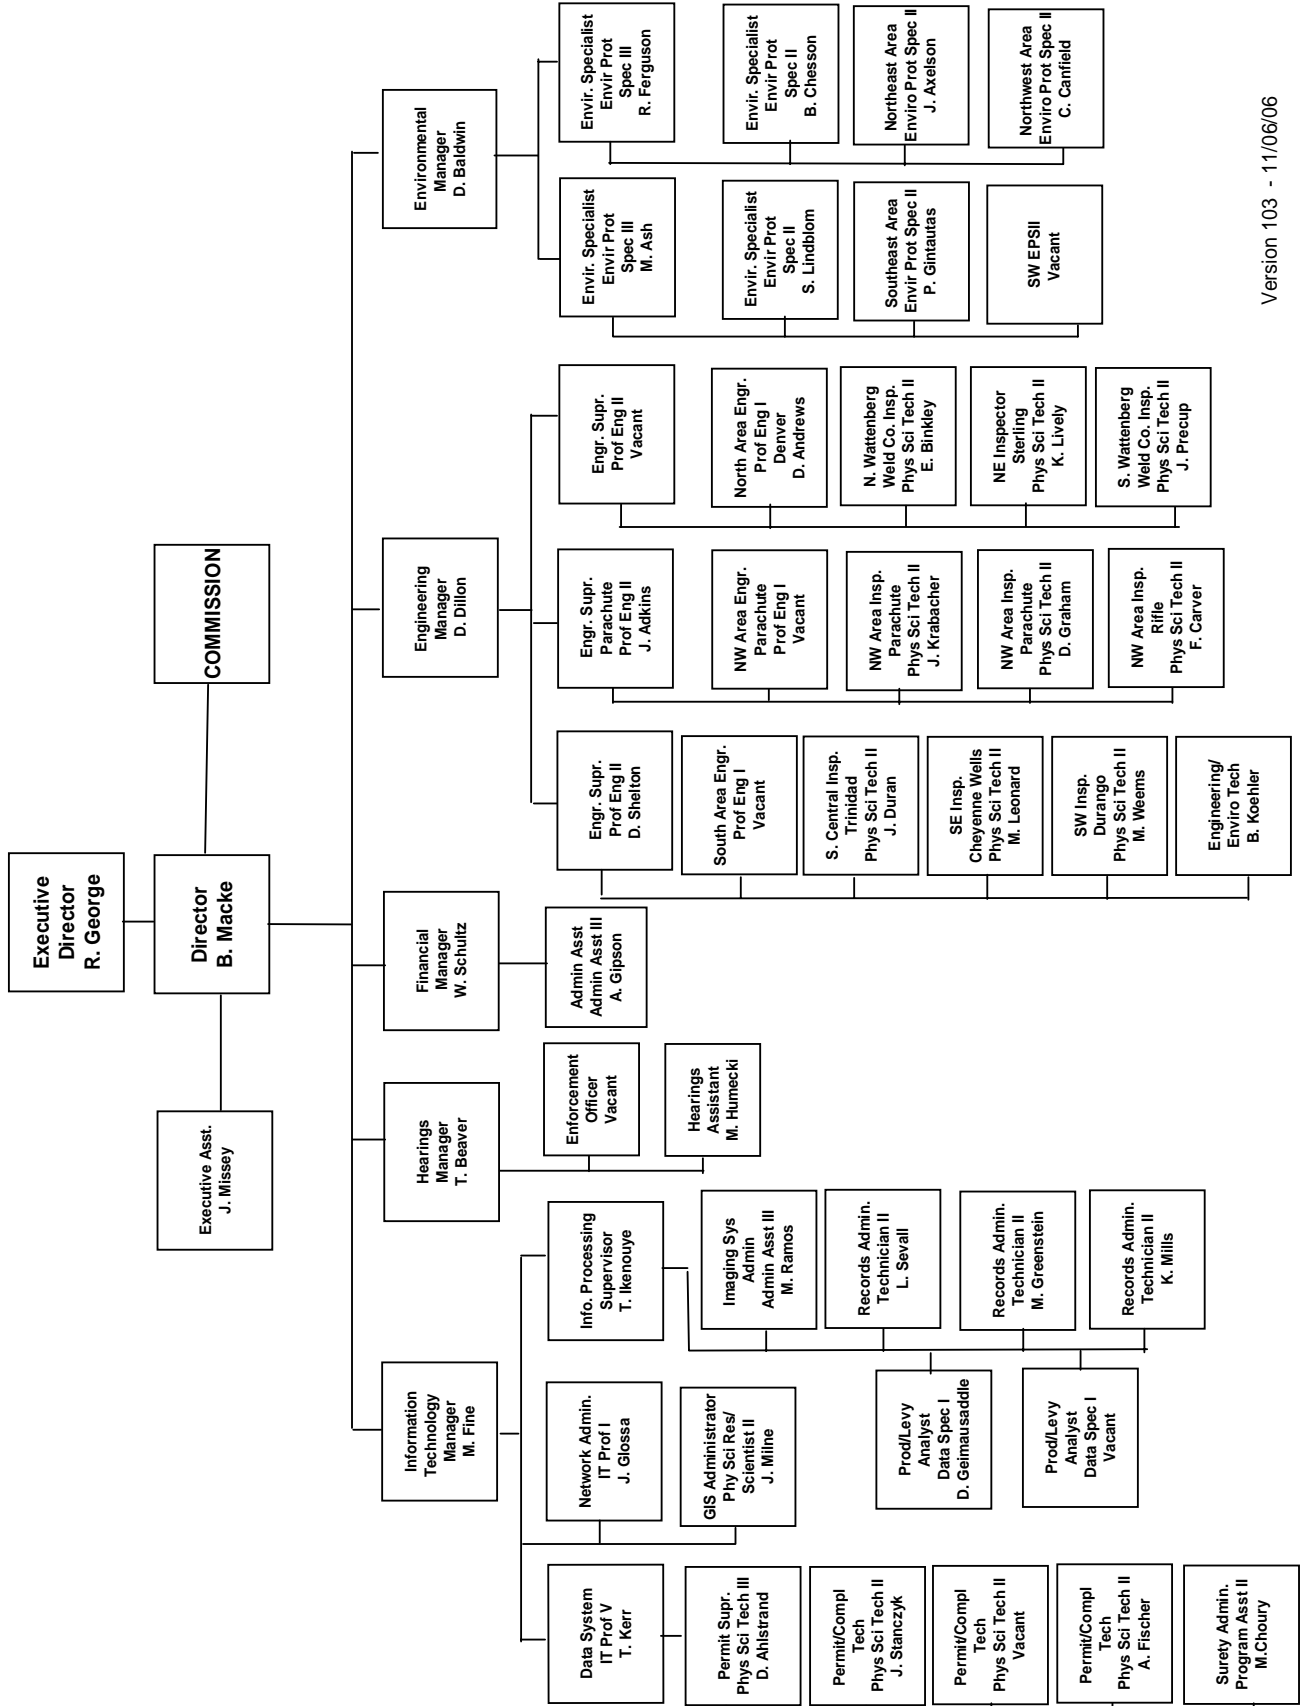 Executive
Director
R. George
Director
B. Macke
COMMISSION
Executive Asst.
J. Missey
Information
Technology
Manager
M. Fine
Hearings
Manager
T. Beaver
Financial
Manager
W. Schultz
Engineering
Manager
D. Dillon
Environmental
Manager
D. Baldwin
Data System
IT Prof V
T. Kerr
Permit Supr.
Phys Sci Tech III
D. Ahlstrand
Permit/Compl
Tech
Phys Sci Tech II
J. Stanczyk
Permit/Compl
Tech
Phys Sci Tech II
Vacant
Permit/Compl
Tech
Phys Sci Tech II
A. Fischer
Surety Admin.
Program Asst II
M.Choury
Network Admin.
IT Prof I
J. Glossa
GIS Administrator
Phy Sci Res/
Scientist II
J. Milne
Info. Processing
Supervisor
T. Ikenouye
Imaging Sys
Admin
Admin Asst III
M. Ramos
Records Admin.
Technician II
L. Sevall
Records Admin.
Technician II
M. Greenstein
Records Admin.
Technician II
K. Mills
Prod/Levy
Analyst
Data Spec I
D. Geimausaddle
Prod/Levy
Analyst
Data Spec I
Vacant
Enforcement
Officer
Vacant
Hearings
Assistant
M. Humecki
Admin Asst
Admin Asst III
A. Gipson
Engr. Supr.
Prof Eng II
D. Shelton
South Area Engr.
Prof Eng I
Vacant
S. Central Insp.
Trinidad
Phys Sci Tech II
J. Duran
SE Insp.
Cheyenne Wells
Phys Sci Tech II
M. Leonard
SW Insp.
Durango
Phys Sci Tech II
M. Weems
Engineering/
Enviro Tech
B. Koehler
Engr. Supr.
Parachute
Prof Eng II
J. Adkins
NW Area Engr.
Parachute
Prof Eng I
Vacant
NW Area Insp.
Parachute
Phys Sci Tech II
J. Krabacher
NW Area Insp.
Parachute
Phys Sci Tech II
D. Graham
NW Area Insp.
Rifle
Phys Sci Tech II
F. Carver
Engr. Supr.
Prof Eng II
Vacant
North Area Engr.
Prof Eng I
Denver
D. Andrews
N. Wattenberg
Weld Co. Insp.
Phys Sci Tech II
E. Binkley
NE Inspector
Sterling
Phys Sci Tech II
K. Lively
S. Wattenberg
Weld Co. Insp.
Phys Sci Tech II
J. Precup
Envir. Specialist
Envir Prot
Spec III
M. Ash
Envir. Specialist
Envir Prot
Spec II
S. Lindblom
Southeast Area
Envir Prot Spec II
P. Gintautas
SW EPSII
Vacant
Envir. Specialist
Envir Prot
Spec III
R. Ferguson
Envir. Specialist
Envir Prot
Spec II
B. Chesson
Northeast Area
Enviro Prot Spec II
J. Axelson
Northwest Area
Enviro Prot Spec II
C. Canfield
Version 103 - 11/06/06